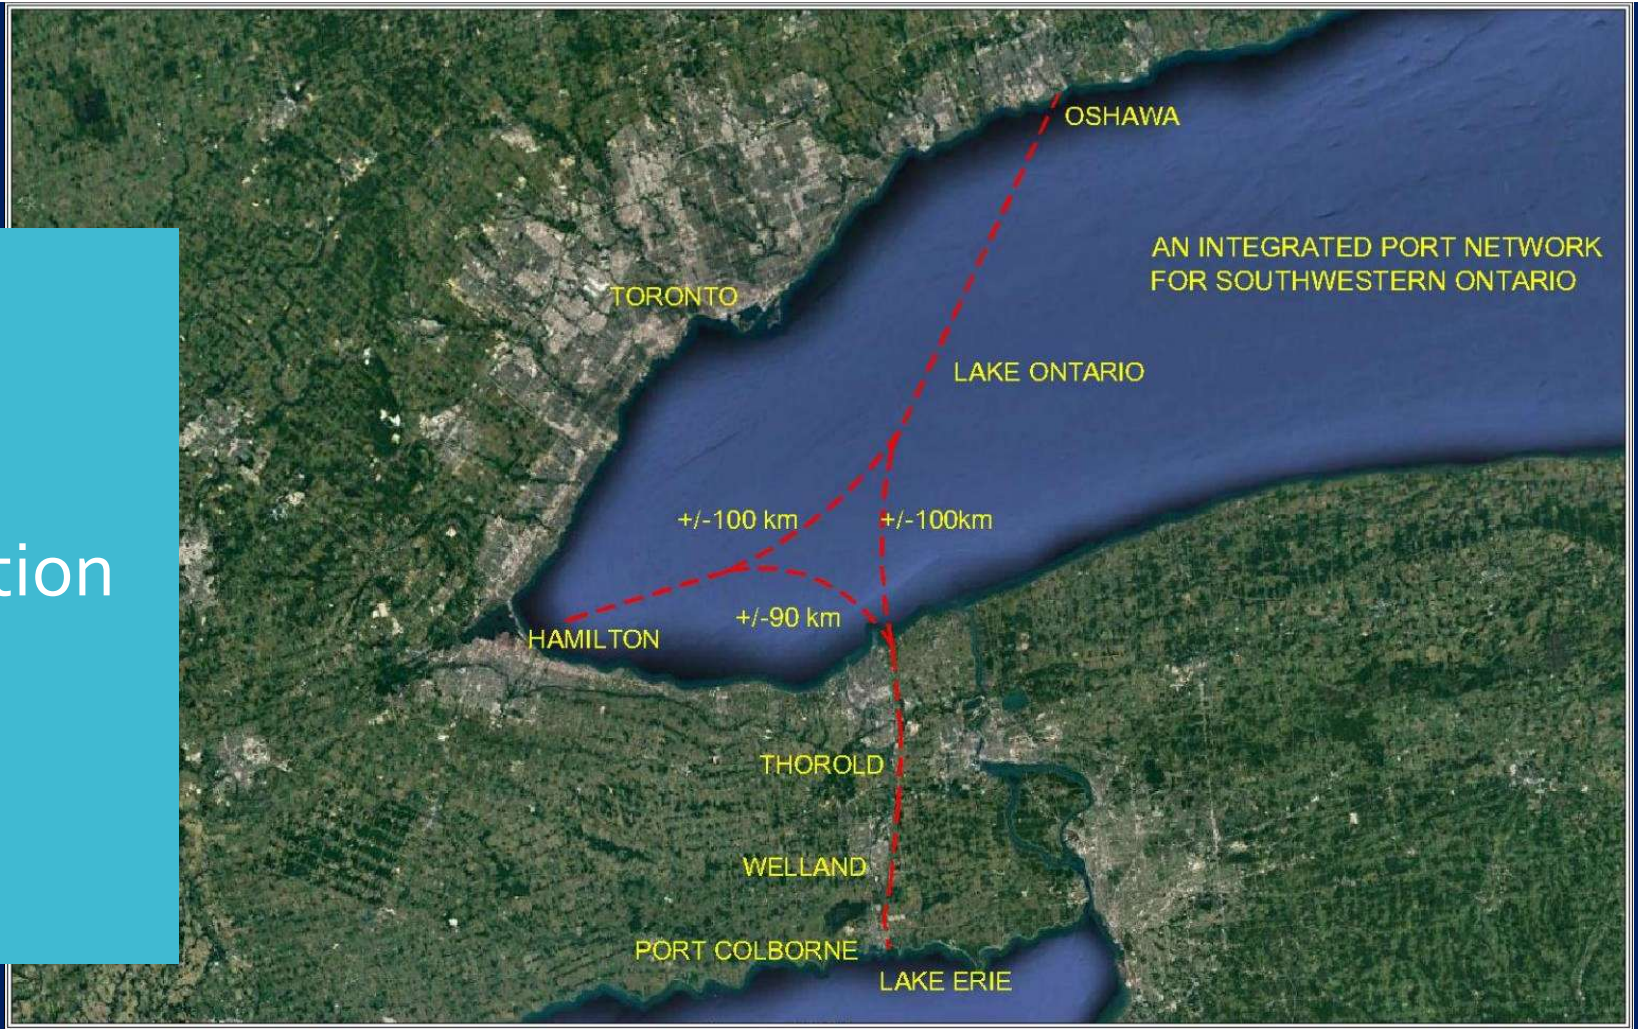 OSHAWA
AN INTEGRATED PORT NETWORK
FOR SOUTHWESTERN ONTARIO
TORONTO
LAKE ONTARIO
+/-100 km
+/-100km
tion
+/-90 km
HAMILTON
THOROLD
WELLAND
PORT COLBORNE
LAKE ERIE